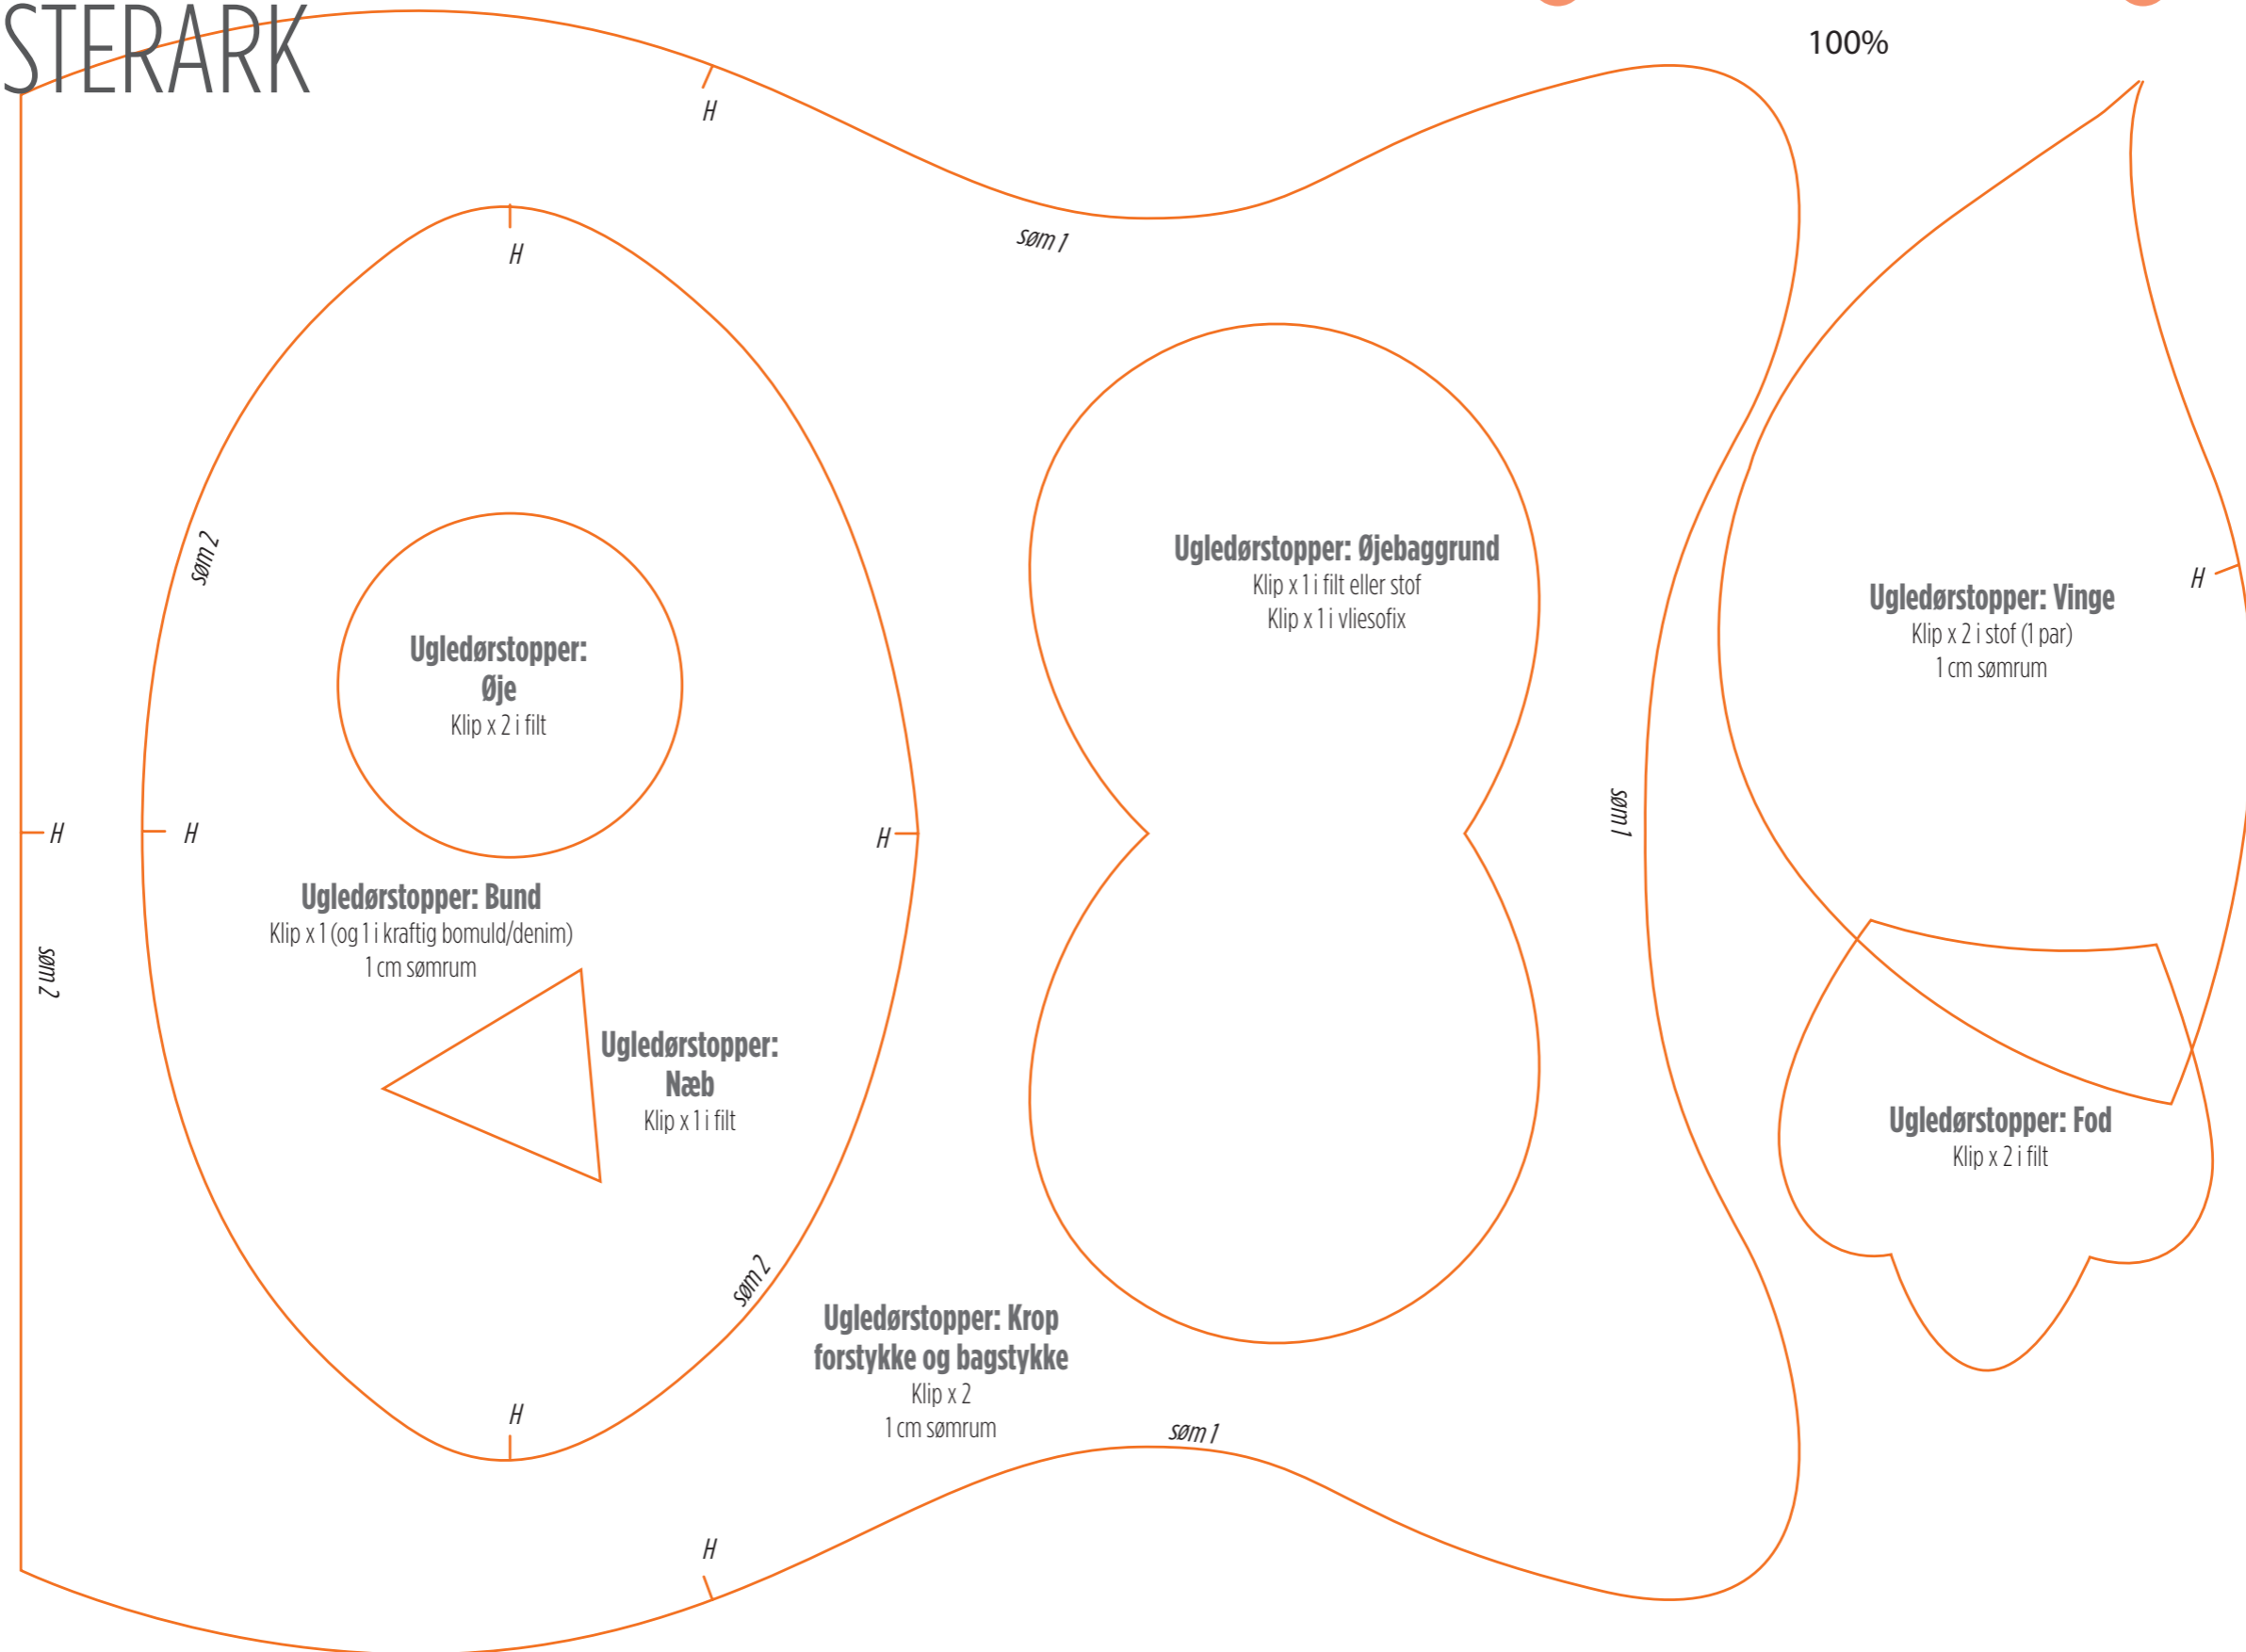 STERARK
100%
H
søm 1
H
søm 2
Ugledørstopper:
Øje
Klip x 2 i filt
Ugledørstopper: Øjebaggrund
Klip x 1 i filt eller stof
Klip x 1 i vliesofix
H
Ugledørstopper: Vinge
Klip x 2 i stof (1 par)
1 cm sømrum
søm 1
H
H
H
Ugledørstopper: Bund
Klip x 1 (og 1 i kraftig bomuld/denim)
1 cm sømrum
søm 2
Ugledørstopper:
Næb
Klip x 1 i filt
Ugledørstopper: Fod
Klip x 2 i filt
søm 2
Ugledørstopper: Krop
forstykke og bagstykke
Klip x 2
1 cm sømrum
H
søm 1
H